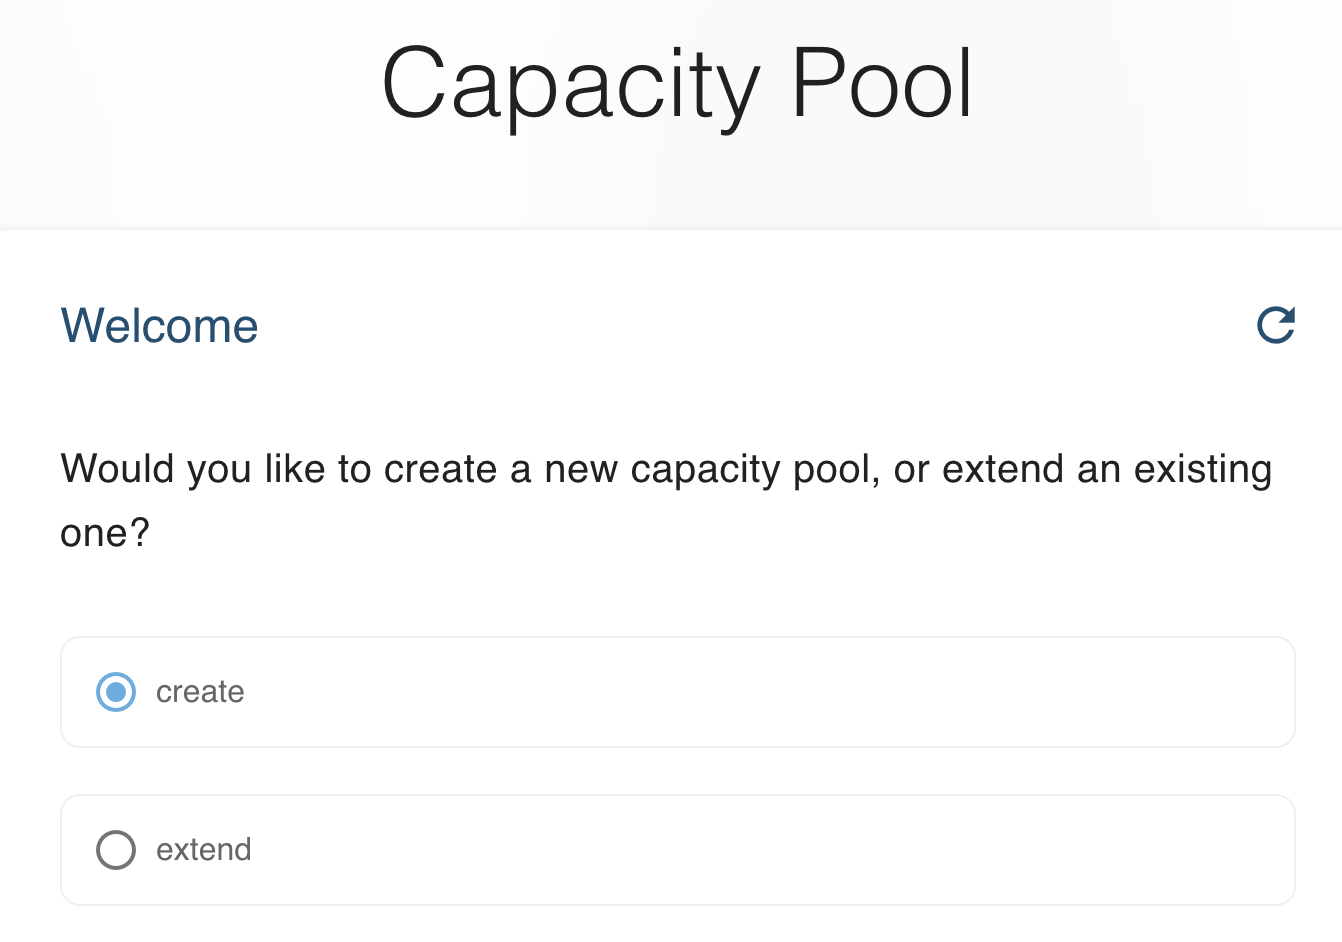 Capacity Pool
Welcome
Would you like to create a new capacity pool, or extend an existing
one?
create
extend